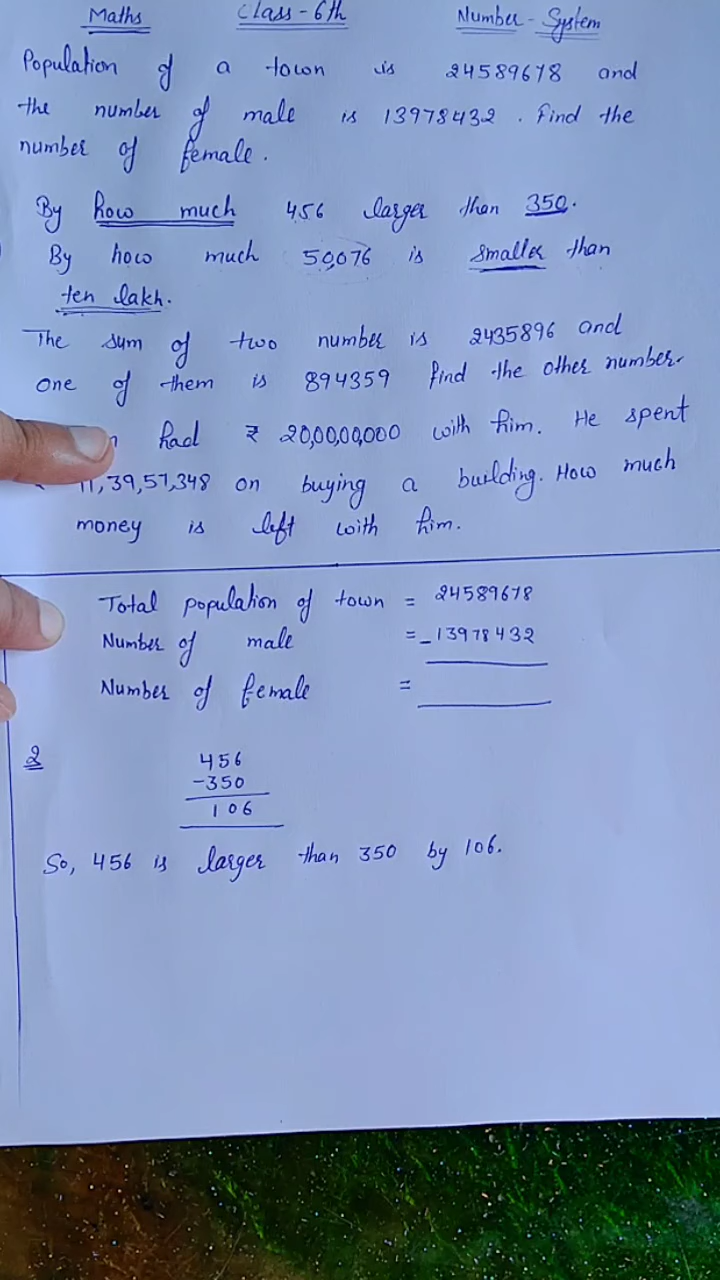 Maths Class-6th Number-System
Population of a town is 24589678 and
the number of male is 13978432. Find the
number of female.
By how much 456 larger than 350.
By how much 50,076 is smaller than
ten lakh.
The sum of two number is 2435896 and
one of them is 894359 find the other number.
had ₹ 20,00,00,000 with him. He spent
11,39,57,348 on buying a building. How much
money is left with him.
Total population of town = 24589678
Number of male = - 13978432
Number of female =
2 456
-350
106
So, 456 is larger than 350 by 106.